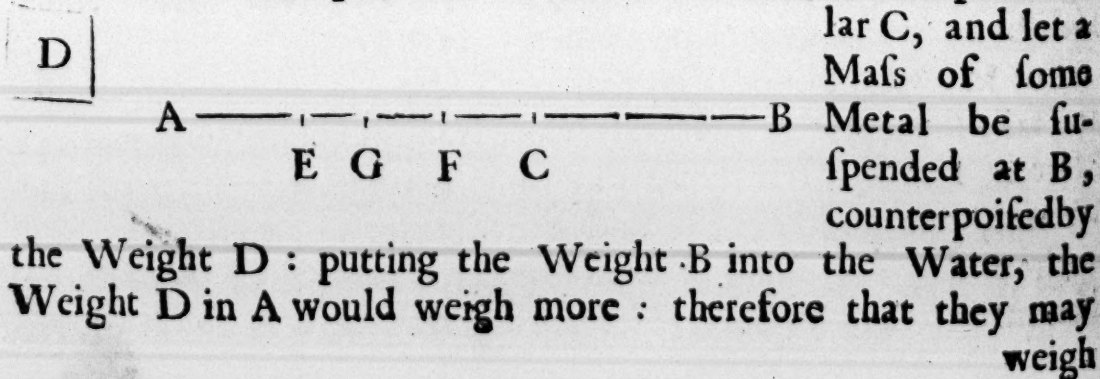 lar C, and let a
D
Maſs of ſome
A B Metal be ſu-
E G F C
ſpended at B,
counterpoiſedby
the Weight D : putting the Weight B into the Water, the
Weight D in A would weigh more : therefore that they may
weigh